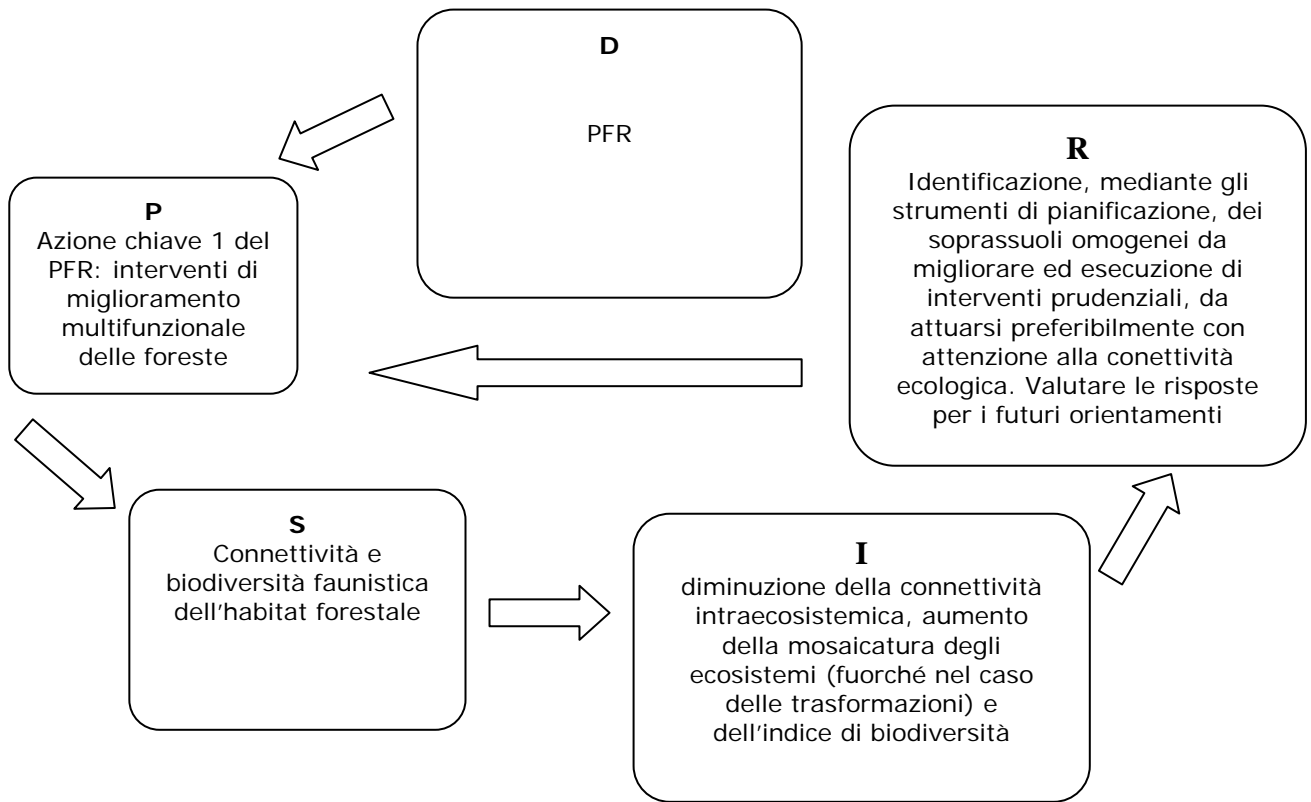 D
PFR
P
Azione chiave 1 del
PFR: interventi di
miglioramento
multifunzionale
delle foreste
R
Identificazione, mediante gli
strumenti di pianificazione, dei
soprassuoli omogenei da
migliorare ed esecuzione di
interventi prudenziali, da
attuarsi preferibilmente con
attenzione alla conettività
ecologica. Valutare le risposte
per i futuri orientamenti
S
Connettività e
biodiversità faunistica
dell'habitat forestale
I
diminuzione della connettività
intraecosistemica, aumento
della mosaicatura degli
ecosistemi (fuorché nel caso
delle trasformazioni) e
dell'indice di biodiversità